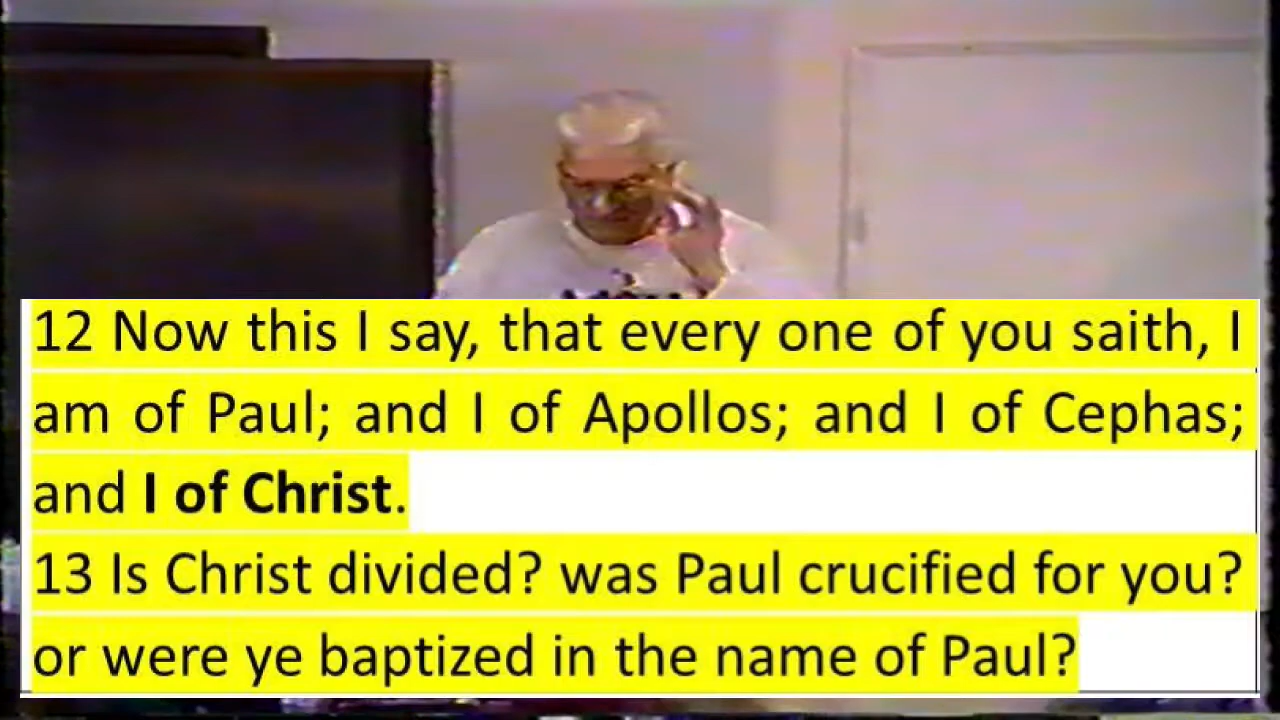 12 Now this I say, that every one of you saith, I
am of Paul; and I of Apollos; and I of Cephas;
and I of Christ.
13 Is Christ divided? was Paul crucified for you?
or were ye baptized in the name of Paul?